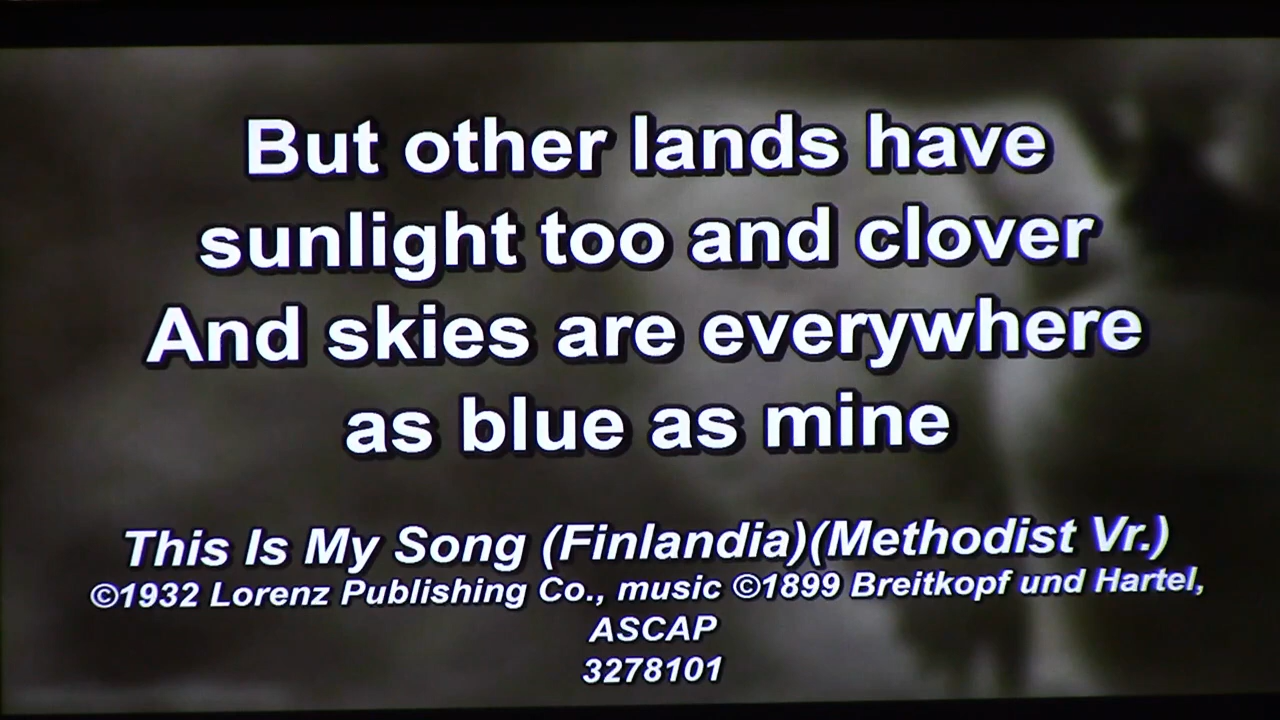 But other lands have
sunlight too and clover
And skies are everywhere
as blue as mine
This Is My Song (Finlandia)(Methodist Vr.)
©1932 Lorenz Publishing Co., music ©1899 Breitkopf und Hartel,
ASCAP
3278101